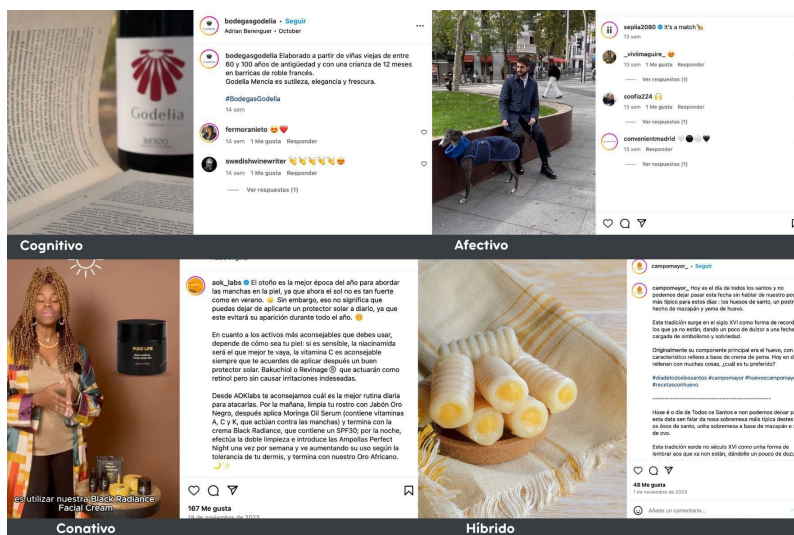 Godelia
BIERZO
bodegasgodelia • Seguir
Adrian Berenguer • October
bodegasgodelia Elaborado a partir de viñas viejas de entre
60 y 100 años de antigüedad y con una crianza de 12 meses
en barricas de roble francés.
Godelia Mencía es sutileza, elegancia y frescura.
#BodegasGodelia
14 sem
fermoranieto 😍❤️
14 sem 1 Me gusta Responder
swedishwinewriter 👏👏👏👏👏😍
14 sem 1 Me gusta Responder
Ver respuestas (1)
Cognitivo
sepiia2080 It's a match 🐆
13 sem
_viviimaguire_ 😍
13 sem 1 Me gusta Responder
Ver respuestas (1)
soofia224 🙌
13 sem 1 Me gusta Responder
Ver respuestas (1)
convenientmadrid 🤍🌑🤍🖤
13 sem Responder
Ver respuestas (1)
Afectivo
PURE LIFE
es utilizar nuestra Black Radiance
Facial Cream
aok_labs El otoño es la mejor época del año para abordar
las manchas en la piel, ya que ahora el sol no es tan fuerte
como en verano. ☀️ Sin embargo, eso no significa que
puedas dejar de aplicarte un protector solar a diario, ya que
este evitará su aparición durante todo el año. 🌞
En cuanto a los activos más aconsejables que debes usar,
depende de cómo sea tu piel: si es sensible, la niacinamida
será el que mejor te vaya, la vitamina C es aconsejable
siempre que te acuerdes de aplicar después un buen
protector solar. Bakuchiol o Revinage ® que actuarán como
retinol pero sin causar irritaciones indeseadas.
Desde AOKlabs te aconsejamos cuál es la mejor rutina diaria
para atacarlas. Por la mañana, limpia tu rostro con Jabón Oro
Negro, después aplica Moringa Oil Serum (contiene vitaminas
A, C y K, que actúan contra las manchas) y termina con la
crema Black Radiance, que contiene un SPF30; por la noche,
efectúa la doble limpieza e introduce las Ampollas Perfect
Night una vez por semana y ve aumentando su uso según la
tolerancia de tu dermis, y termina con nuestro Oro Africano.
🌙✨
167 Me gusta
19 de noviembre de 2023
Conativo
campomayor_ • Seguir
campomayor_ Hoy es el día de todos los santos y no
podemos dejar pasar esta fecha sin hablar de nuestro pos
más típico para estos días : los huesos de santo, un postr
hecho de mazapán y yema de huevo.
Esta tradición surge en el siglo XVI como forma de record
los que ya no están, dando un poco de dulzor a una fecha
cargada de simbolismo y sobriedad.
Originalmente su componente principal era el huevo, con
característico relleno a base de crema de yema. Hoy en d
rellenan con muchas cosas, ¿cuál es tu preferido?
#diadetodoslossantos #campomayor #huevoscampomayo
#recetasconhuevo
Hoxe é o día de Todos os Santos e non podemos deixar p
esta data sen falar da nosa sobremesa máis típica destes
os ósos de santo, unha sobremesa a base de mazapán e
de ovo.
Esta tradición xorde no século XVI como unha forma de
lembrar aos que xa non están, dándolle un pouco de dozu
48 Me gusta
1 de noviembre de 2023
Añade un comentario...
Híbrido